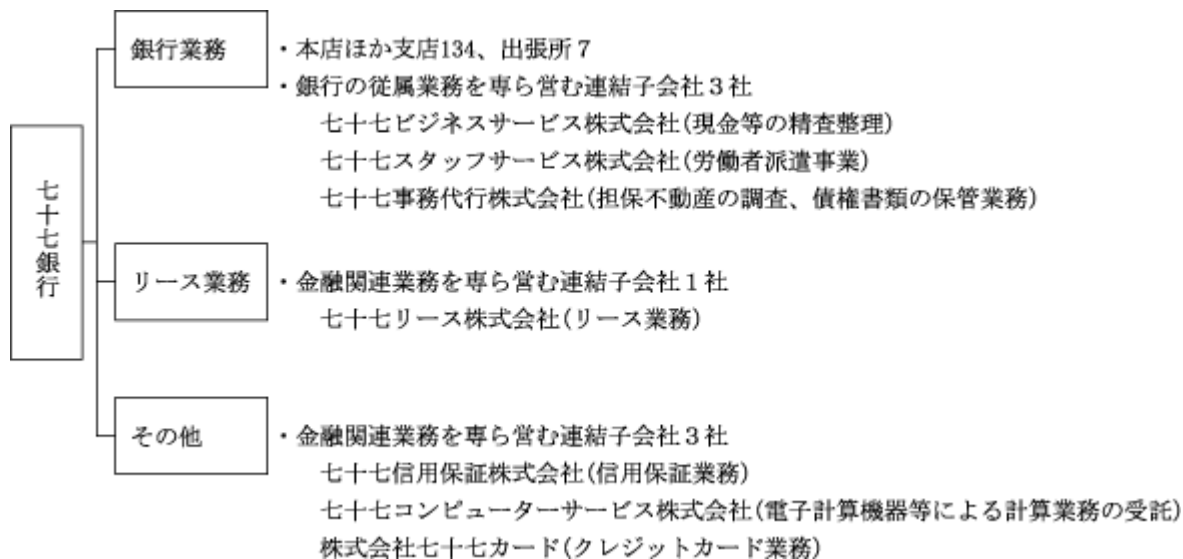 七十七銀行
銀行業務
・本店ほか支店134、出張所7
・銀行の従属業務を専ら営む連結子会社3社
七十七ビジネスサービス株式会社(現金等の精査整理)
七十七スタッフサービス株式会社(労働者派遣事業)
七十七事務代行株式会社(担保不動産の調査、債権書類の保管業務)
リース業務
・金融関連業務を専ら営む連結子会社1社
七十七リース株式会社(リース業務)
その他
・金融関連業務を専ら営む連結子会社3社
七十七信用保証株式会社(信用保証業務)
七十七コンピューターサービス株式会社(電子計算機器等による計算業務の受託)
株式会社七十七カード(クレジットカード業務)